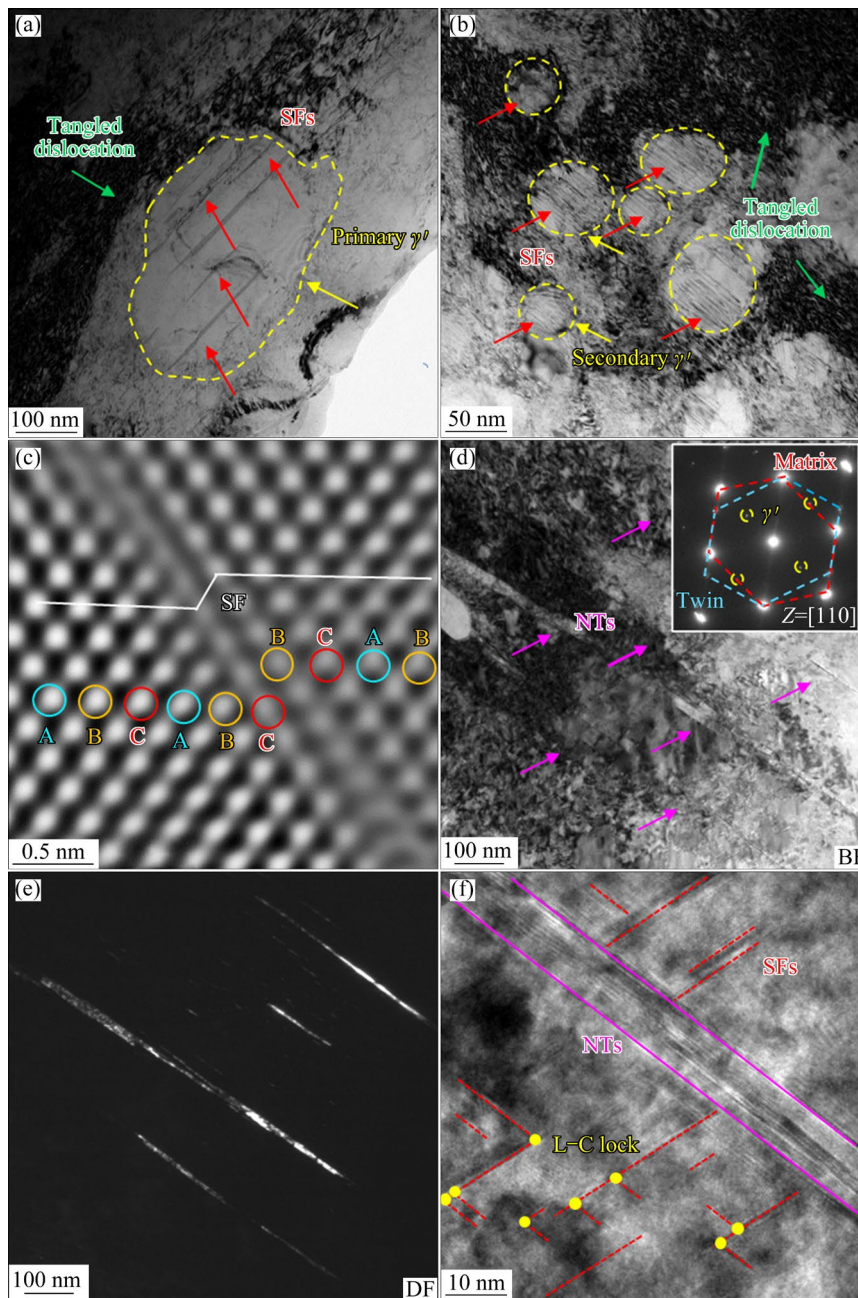 (a)
SFs
Tangled
dislocation
Primary γ′
100 nm
(b)
Tangled
dislocation
SFs
Secondary γ′
50 nm
(c)
SF
B
C
A
B
A
B
C
A
B
C
0.5 nm
(d)
Matrix
γ′
Twin
Z=[110]
NTs
100 nm
(e)
100 nm
DF
(f)
SFs
NTs
L−C lock
10 nm